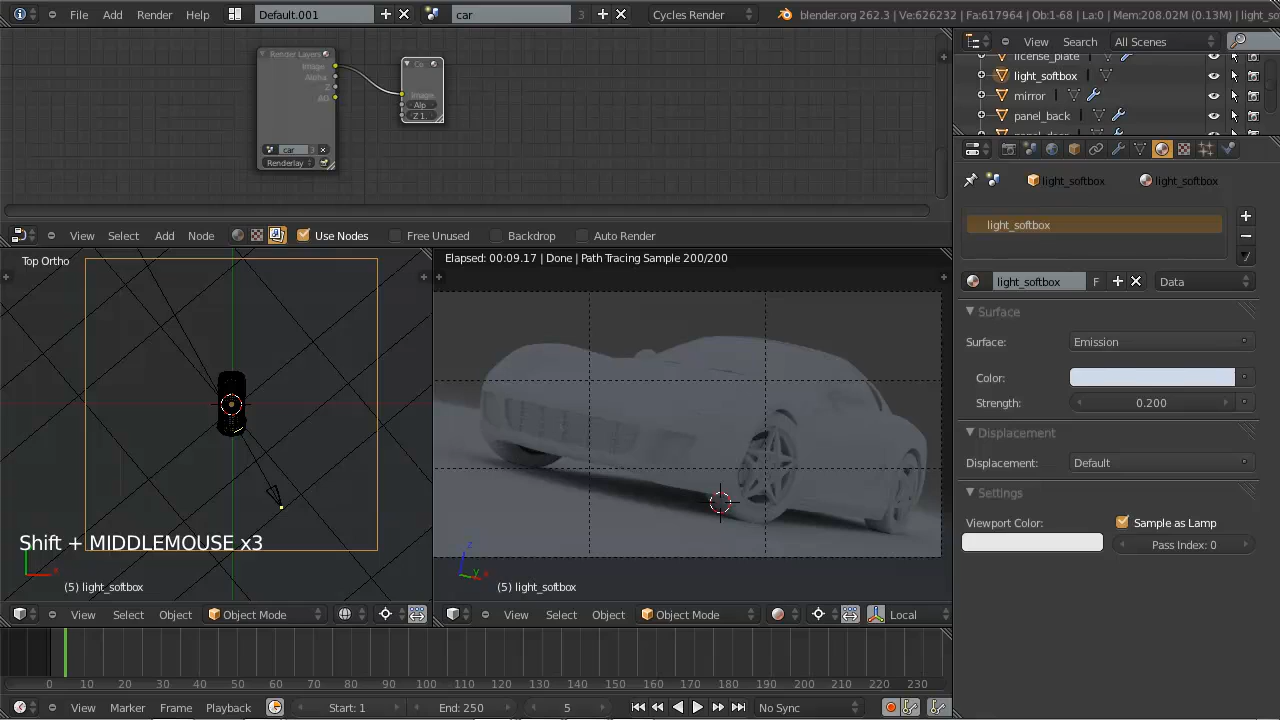 File Add Render Help Default.001 car 3 Cycles Render blender.org 262.3 | Ve:626232 | Fa:617964 | Ob:1-68 | La:0 | Mem:208.02M (0.13M) | light_so
View Search All Scenes
license_plate
light_softbox
mirror
panel_back
Render Layers
Image
Alpha
Z
AO
car 3
Renderlay
Image
Alp
Z 1.
View Select Add Node Use Nodes Free Unused Backdrop Auto Render
light_softbox light_softbox
light_softbox
light_softbox F Data
Surface
Surface: Emission
Color:
Strength: 0.200
Displacement
Displacement: Default
Settings
Viewport Color: Sample as Lamp
Pass Index: 0
Top Ortho
Elapsed: 00:09.17 | Done | Path Tracing Sample 200/200
Shift + MIDDLEMOUSE x3
x
(5) light_softbox
z
y
x
(5) light_softbox
View Select Object Object Mode
View Select Object Object Mode Local
0 10 20 30 40 50 60 70 80 90 100 110 120 130 140 150 160 170 180 190 200 210 220 230
View Marker Frame Playback Start: 1 End: 250 5 No Sync